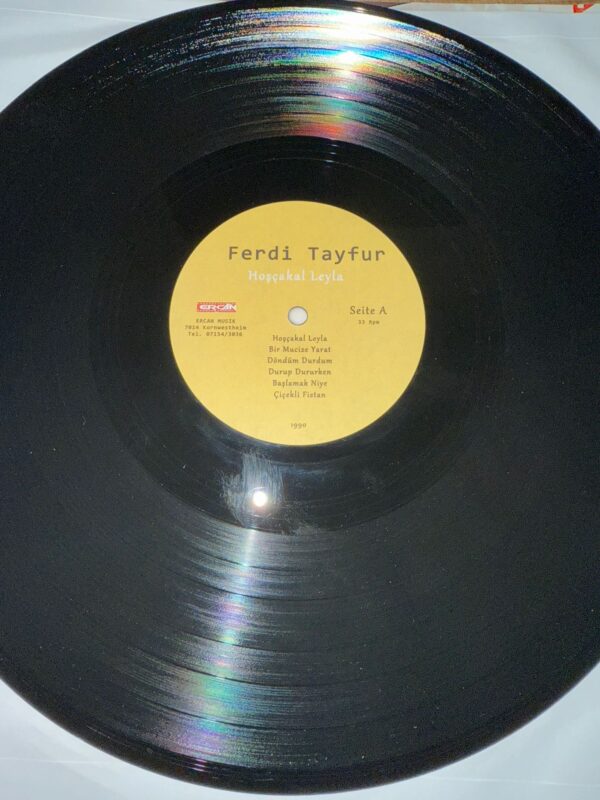 Ferdi Tayfur
Hoşçakal Leyla
ERCAN
ERCAN MUSIK
7014 Kornwestheim
Tel. 07154/3036
Seite A
33 Rpm
Hoşçakal Leyla
Bir Mucize Yarat
Döndüm Durdum
Durup Dururken
Başlamak Niye
Çiçekli Fistan
1990